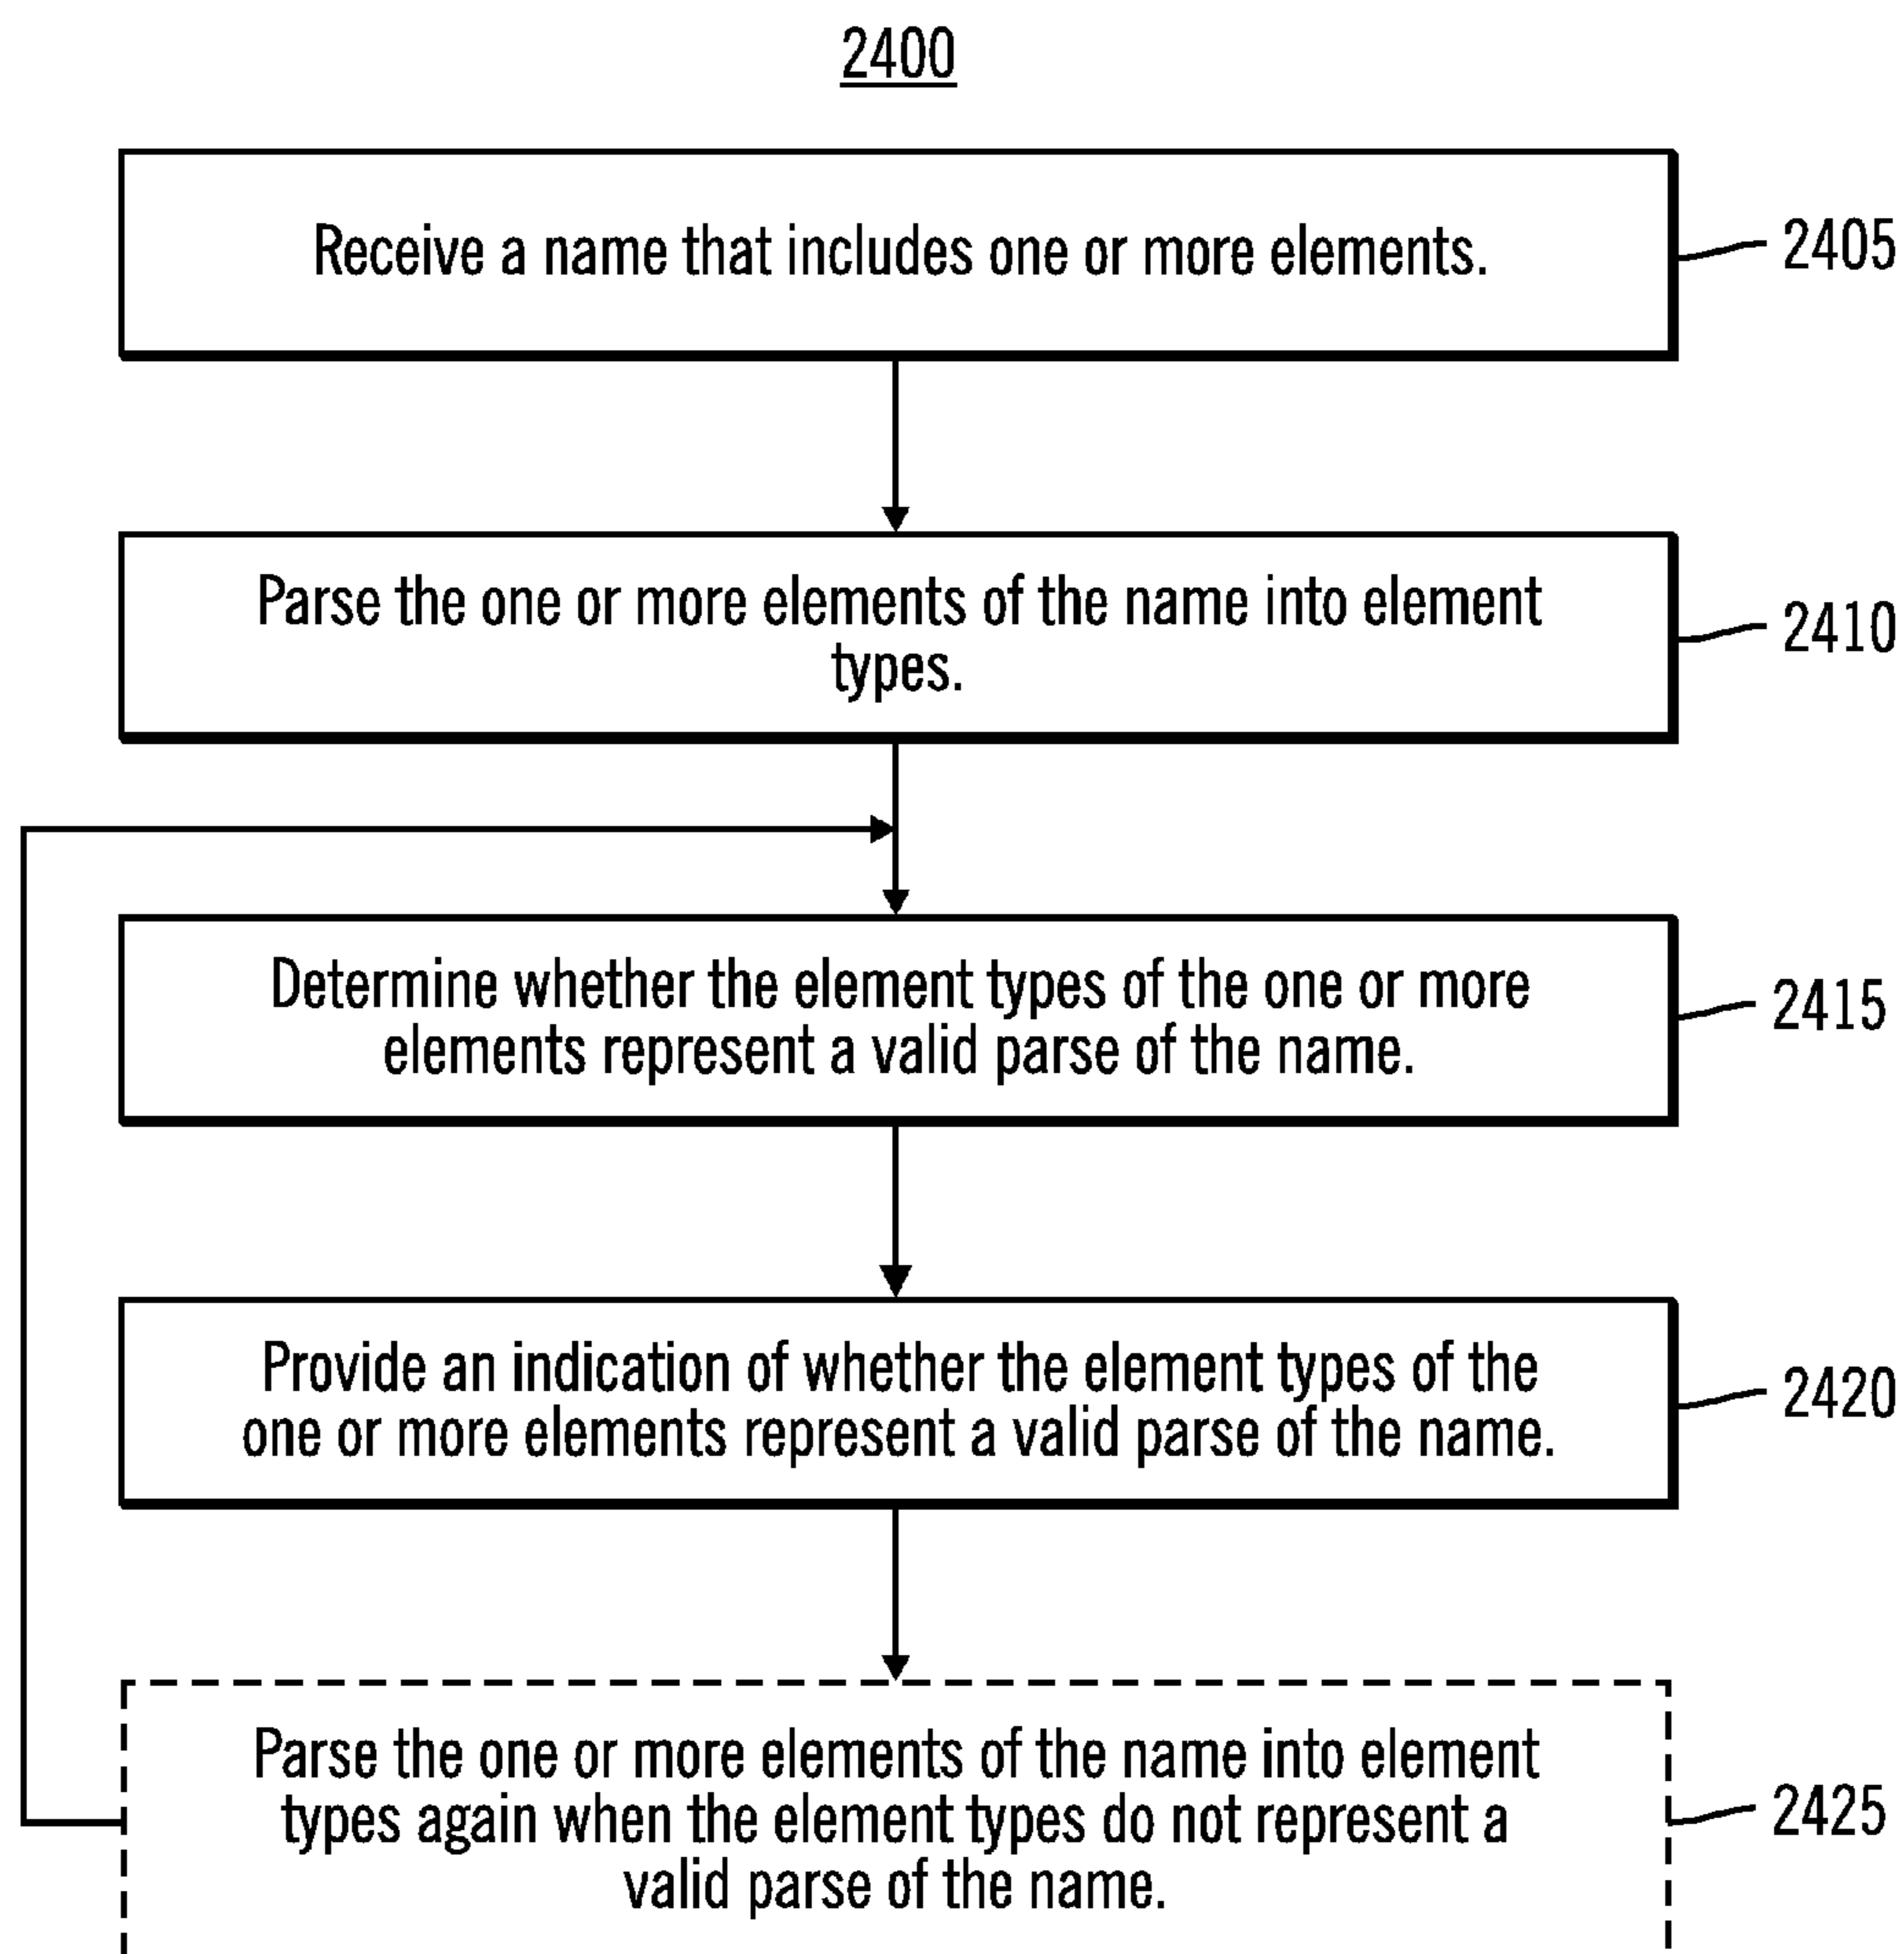 2400
Receive a name that includes one or more elements.
2405
Parse the one or more elements of the name into element
types.
2410
Determine whether the element types of the one or more
elements represent a valid parse of the name.
2415
Provide an indication of whether the element types of the
one or more elements represent a valid parse of the name.
2420
Parse the one or more elements of the name into element
types again when the element types do not represent a
valid parse of the name.
2425